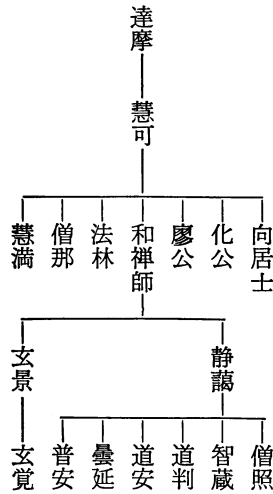 達摩
慧可
向居士
化公
廖公
和禅師
法林
僧那
慧満
静藹
玄景
僧照
智蔵
道判
道安
曇延
普安
玄覚